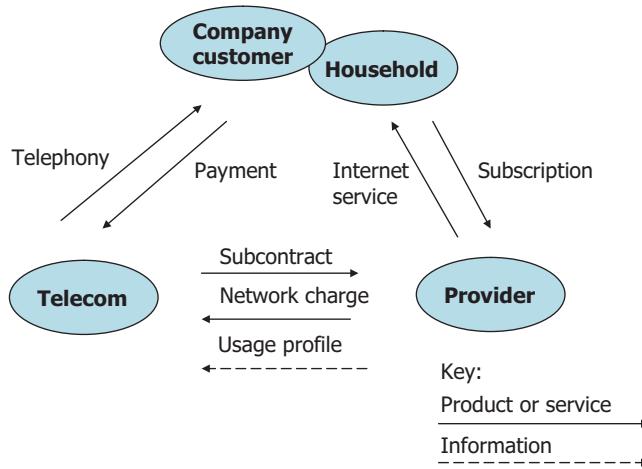 Company
customer
Household
Telephony
Payment
Internet
service
Subscription
Subcontract
Telecom
Network charge
Provider
Usage profile
Key:
Product or service
Information